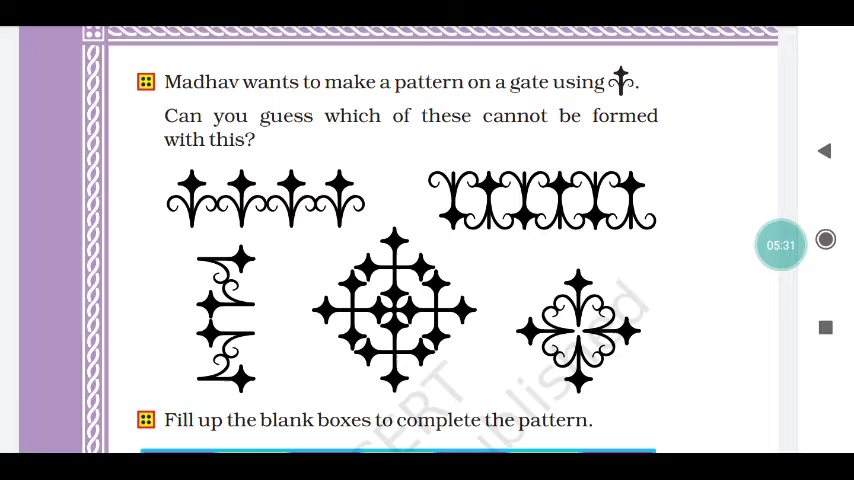 Madhav wants to make a pattern on a gate using .
Can you guess which of these cannot be formed
with this?
05:31
Fill up the blank boxes to complete the pattern.